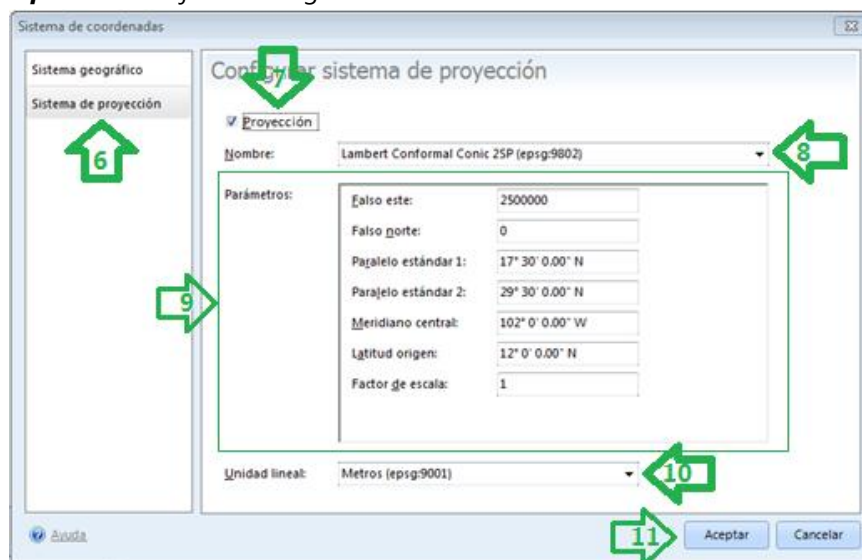 Sistema de coordenadas
Sistema geográfico
Sistema de proyección
6
Configurar sistema de proyección
7
Proyección
Nombre: Lambert Conformal Conic 2SP (epsg:9802)
8
Parámetros:
9
Falso este: 2500000
Falso norte: 0
Paralelo estándar 1: 17° 30' 0.00" N
Paralelo estándar 2: 29° 30' 0.00" N
Meridiano central: 102° 0' 0.00" W
Latitud origen: 12° 0' 0.00" N
Factor de escala: 1
Unidad lineal: Metros (epsg:9001)
10
Ayuda
11
Aceptar
Cancelar